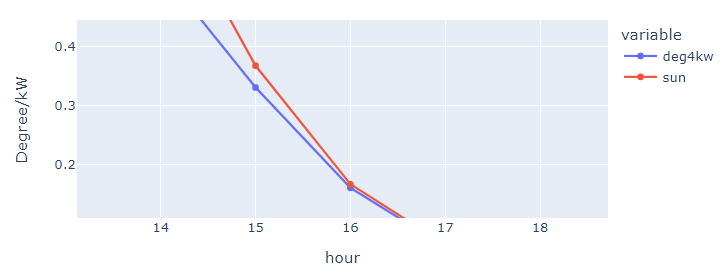 variable
deg4kw
sun
Degree/kW
0.4
0.3
0.2
14
15
16
17
18
hour